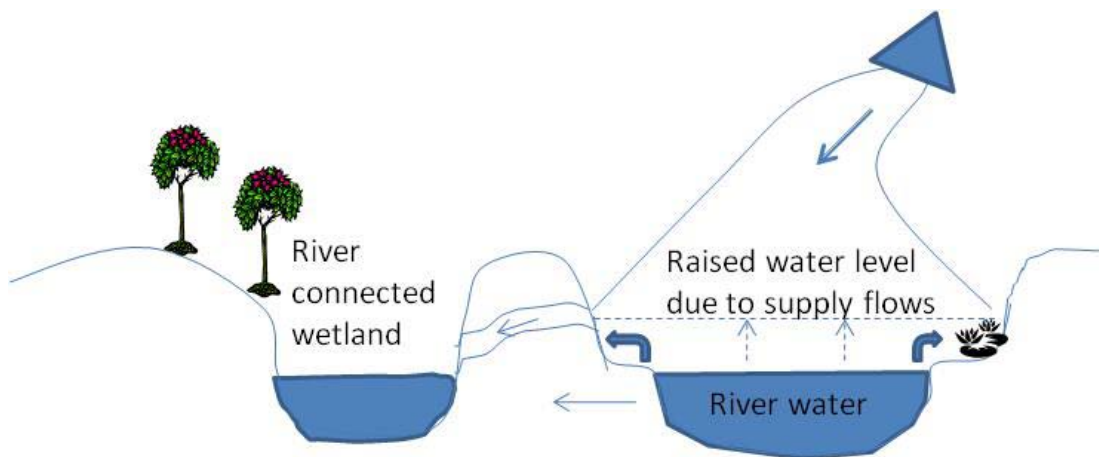 River
connected
wetland
Raised water level
due to supply flows
River water